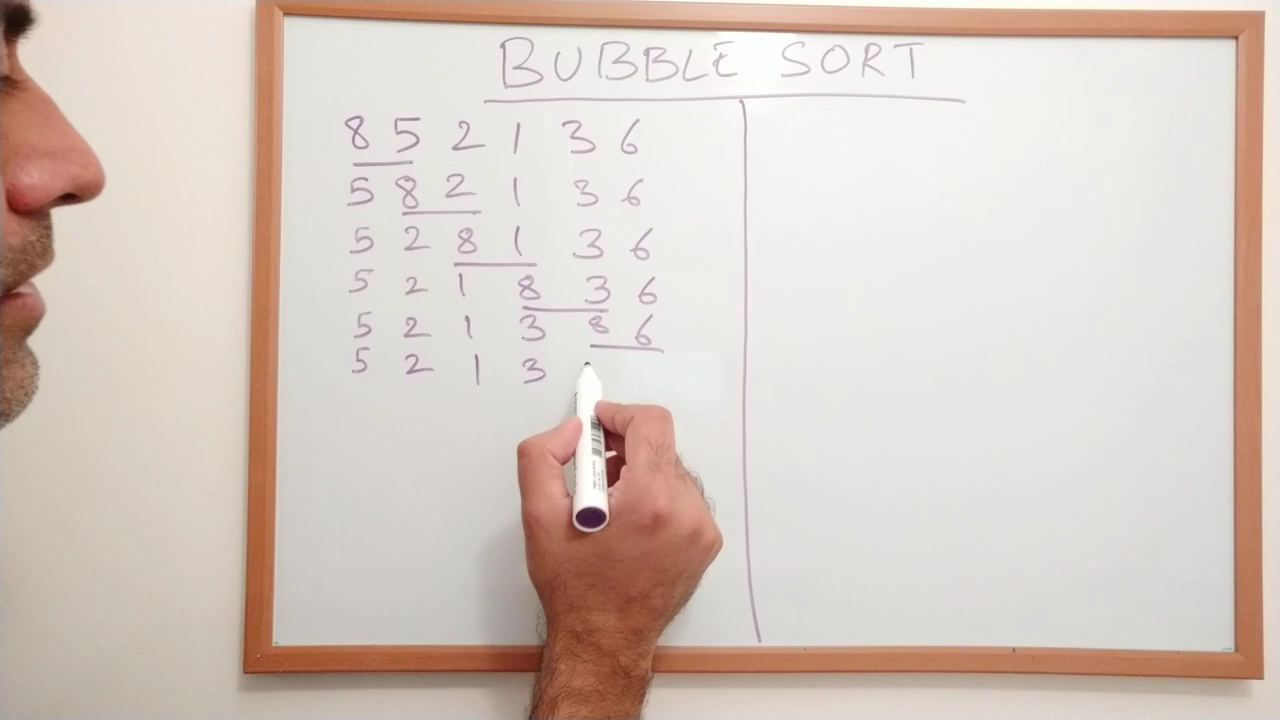 BUBBLE SORT
8 5 2 1 3 6
5 8 2 1 3 6
5 2 8 1 3 6
5 2 1 8 3 6
5 2 1 3 8 6
5 2 1 3